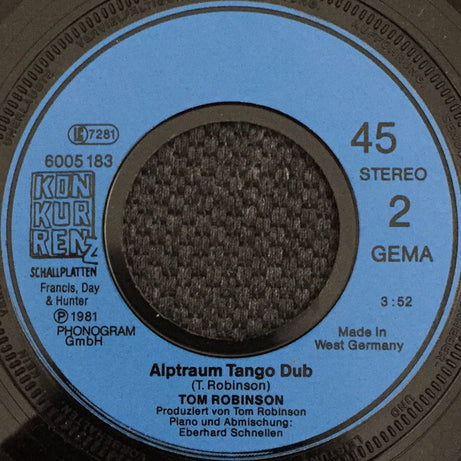 LC 7281
6005 183
KON
KUR
RENZ
SCHALLPLATTEN
Francis, Day
& Hunter
Ⓟ 1981
PHONOGRAM
GmbH
45
STEREO
2
GEMA
3:52
Made in
West Germany
Alptraum Tango Dub
(T. Robinson)
TOM ROBINSON
Produziert von Tom Robinson
Piano und Abmischung:
Eberhard Schnellen